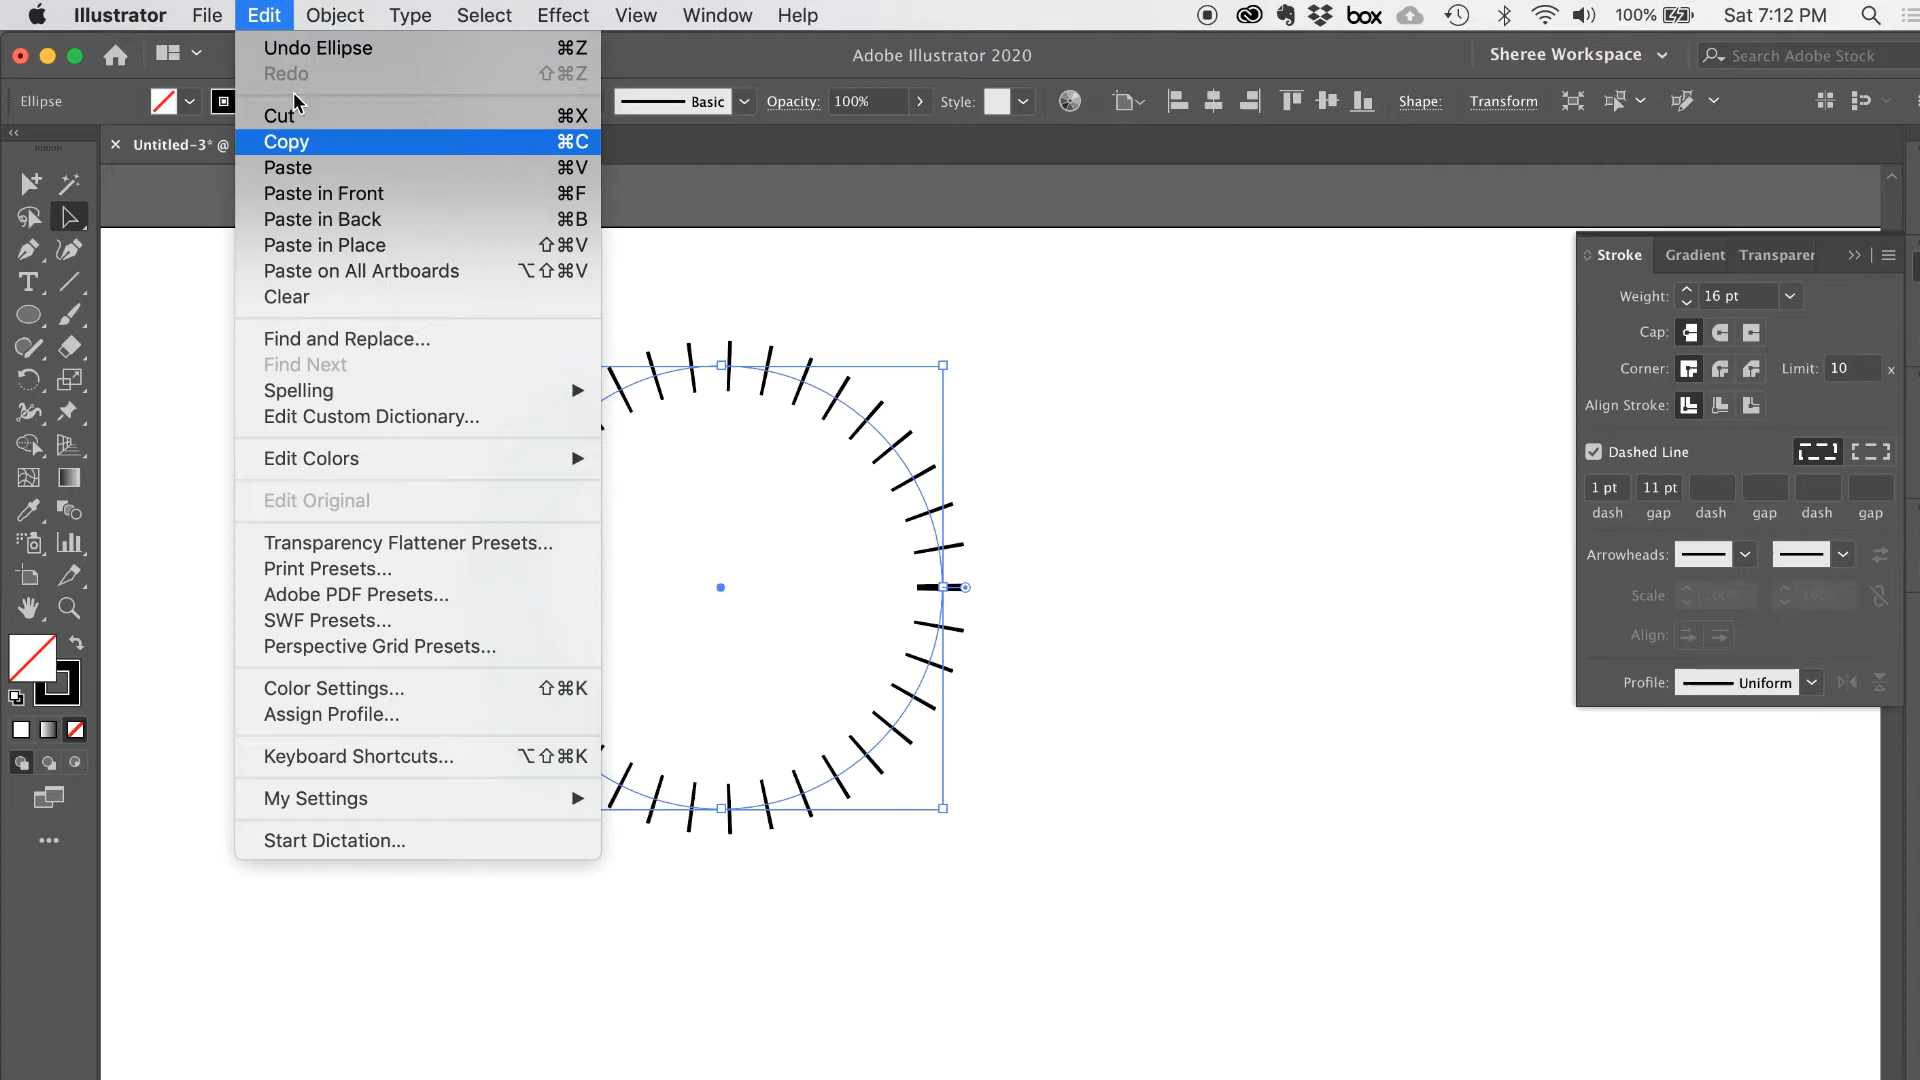 Illustrator File Edit Object Type Select Effect View Window Help box 100% Sat 7:12 PM
Adobe Illustrator 2020 Sheree Workspace Search Adobe Stock
Ellipse Basic Opacity: 100% Style: Shape: Transform
× Untitled-3* @
Undo Ellipse ⌘Z
Redo ⇧⌘Z
Cut ⌘X
Copy ⌘C
Paste ⌘V
Paste in Front ⌘F
Paste in Back ⌘B
Paste in Place ⇧⌘V
Paste on All Artboards ⌥⇧⌘V
Clear
Find and Replace...
Find Next
Spelling
Edit Custom Dictionary...
Edit Colors
Edit Original
Transparency Flattener Presets...
Print Presets...
Adobe PDF Presets...
SWF Presets...
Perspective Grid Presets...
Color Settings... ⇧⌘K
Assign Profile...
Keyboard Shortcuts... ⌥⇧⌘K
My Settings
Start Dictation...
Stroke Gradient Transparer
Weight: 16 pt
Cap:
Corner: Limit: 10 x
Align Stroke:
Dashed Line
1 pt 11 pt
dash gap dash gap dash gap
Arrowheads:
Scale: 100% 100%
Align:
Profile: Uniform